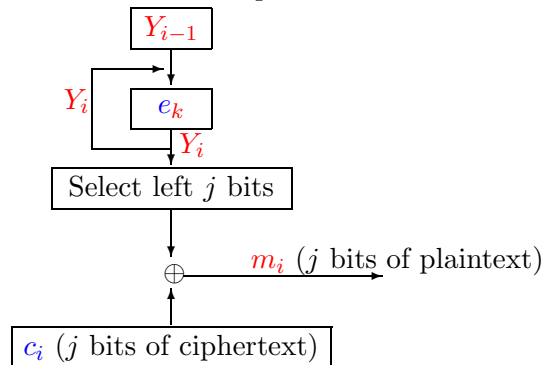 Y_{i−1}
Y_i
e_k
Y_i
Select left j bits
⊕
m_i (j bits of plaintext)
c_i (j bits of ciphertext)